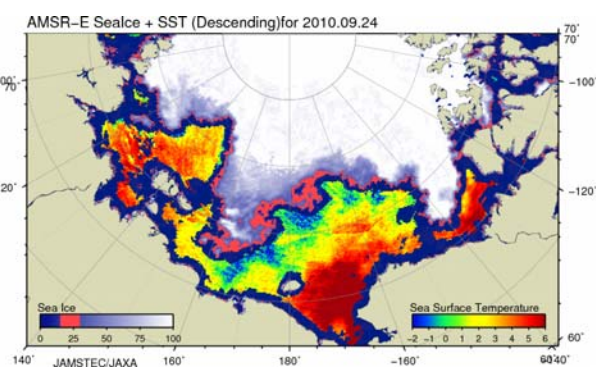 AMSR-E SeaIce + SST (Descending)for 2010.09.24
70˚
70˚
-100˚
70˚
20˚
-120˚
Sea Ice
0 25 50 75 100
Sea Surface Temperature
-2 -1 0 1 2 3 4 5 6
60˚
140˚ 160˚ 180˚ -160˚
JAMSTEC/JAXA